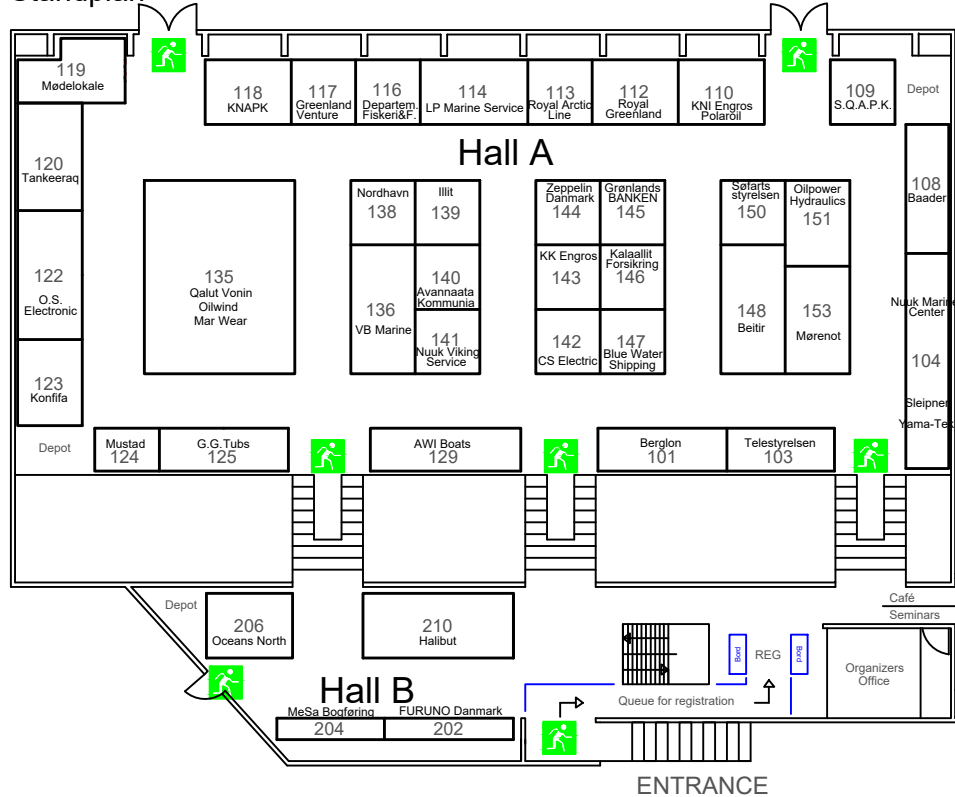 Standplan
119
Mødelokale
118
KNAPK
117
Greenland
Venture
116
Departem.
Fiskeri&F.
114
LP Marine Service
113
Royal Arctic
Line
112
Royal
Greenland
110
KNI Engros
Polaroil
109
S.Q.A.P.K.
Depot
Hall A
120
Tankeeraq
122
O.S.
Electronic
123
Konfifa
135
Qalut Vonin
Oilwind
Mar Wear
Nordhavn
138
Illit
139
136
VB Marine
140
Avannaata
Kommunia
141
Nuuk Viking
Service
Zeppelin
Danmark
144
Grønlands
BANKEN
145
KK Engros
143
Kalaallit
Forsikring
146
142
CS Electric
147
Blue Water
Shipping
Søfarts
styrelsen
150
Oilpower
Hydraulics
151
148
Beitir
153
Mørenot
108
Baader
Nuuk Marine
Center
104
Sleipner
Yama-Tek
Depot
Mustad
124
G.G.Tubs
125
AWI Boats
129
Berglon
101
Telestyrelsen
103
Depot
206
Oceans North
210
Halibut
Café
Seminars
Bord
REG
Bord
Organizers
Office
Queue for registration
Hall B
MeSa Bogføring
204
FURUNO Danmark
202
ENTRANCE